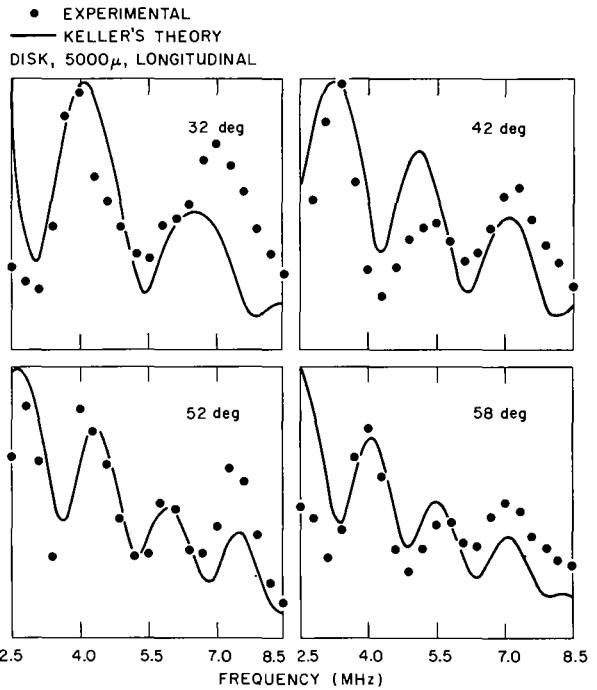 ● EXPERIMENTAL
— KELLER'S THEORY
DISK, 5000μ, LONGITUDINAL
32 deg
42 deg
52 deg
58 deg
2.5 4.0 5.5 7.0 8.5 2.5 4.0 5.5 7.0 8.5
FREQUENCY (MHz)